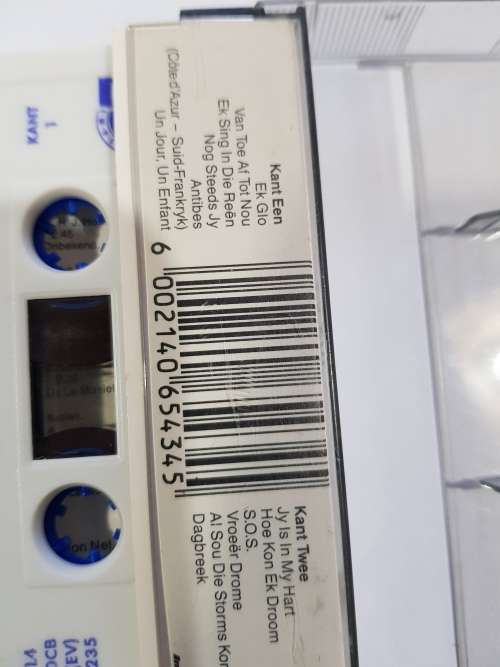 Kant Een
Ek Glo
Van Toe Af Tot Nou
Ek Sing In Die Reën
Nog Steeds Jy
Antibes
(Côte d'Azur – Suid-Frankryk)
Un Jour, Un Enfant
6 002140 654345
Kant Twee
Jy Is In My Hart
Hoe Kon Ek Droom
S.O.S.
Vroeër Drome
Al Sou Die Storms Kom
Dagbreek
KANT
1